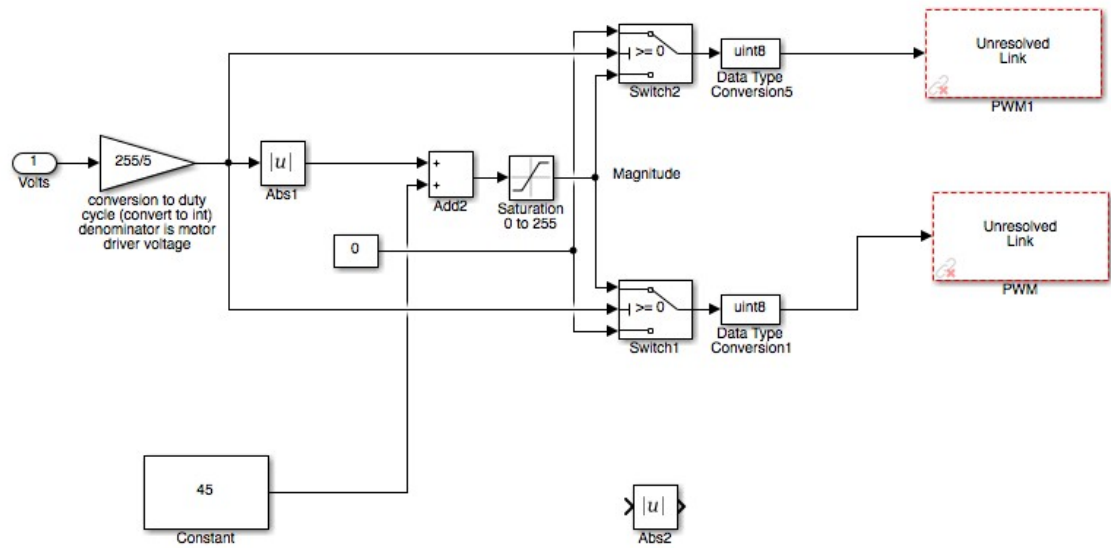 1
Volts
255/5
conversion to duty
cycle (convert to int)
denominator is motor
driver voltage
|u|
Abs1
+
+
Add2
Saturation
0 to 255
Magnitude
0
>= 0
Switch2
uint8
Data Type
Conversion5
Unresolved
Link
PWM1
>= 0
Switch1
uint8
Data Type
Conversion1
Unresolved
Link
PWM
45
Constant
|u|
Abs2